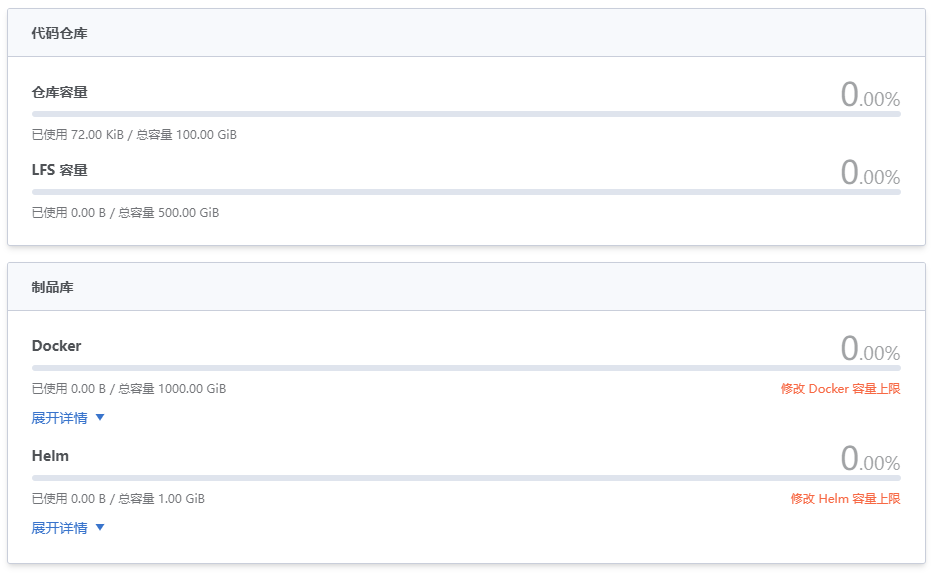 代码仓库
仓库容量 0.00%
已使用 72.00 KiB / 总容量 100.00 GiB
LFS 容量 0.00%
已使用 0.00 B / 总容量 500.00 GiB
制品库
Docker 0.00%
已使用 0.00 B / 总容量 1000.00 GiB 修改 Docker 容量上限
展开详情
Helm 0.00%
已使用 0.00 B / 总容量 1.00 GiB 修改 Helm 容量上限
展开详情